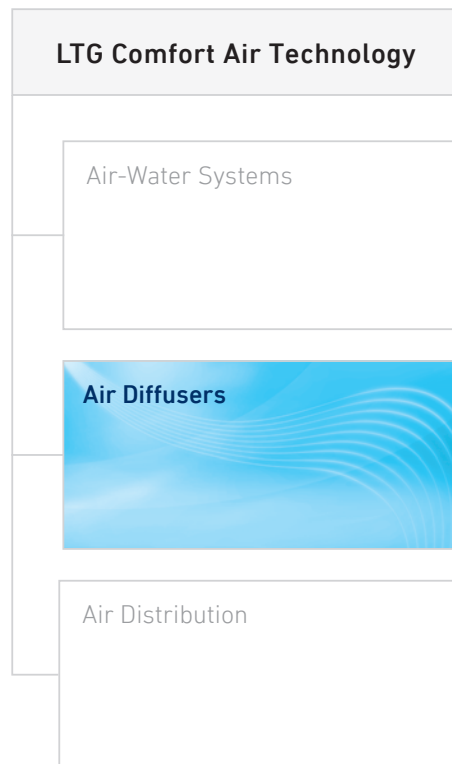 LTG Comfort Air Technology
Air-Water Systems
Air Diffusers
Air Distribution